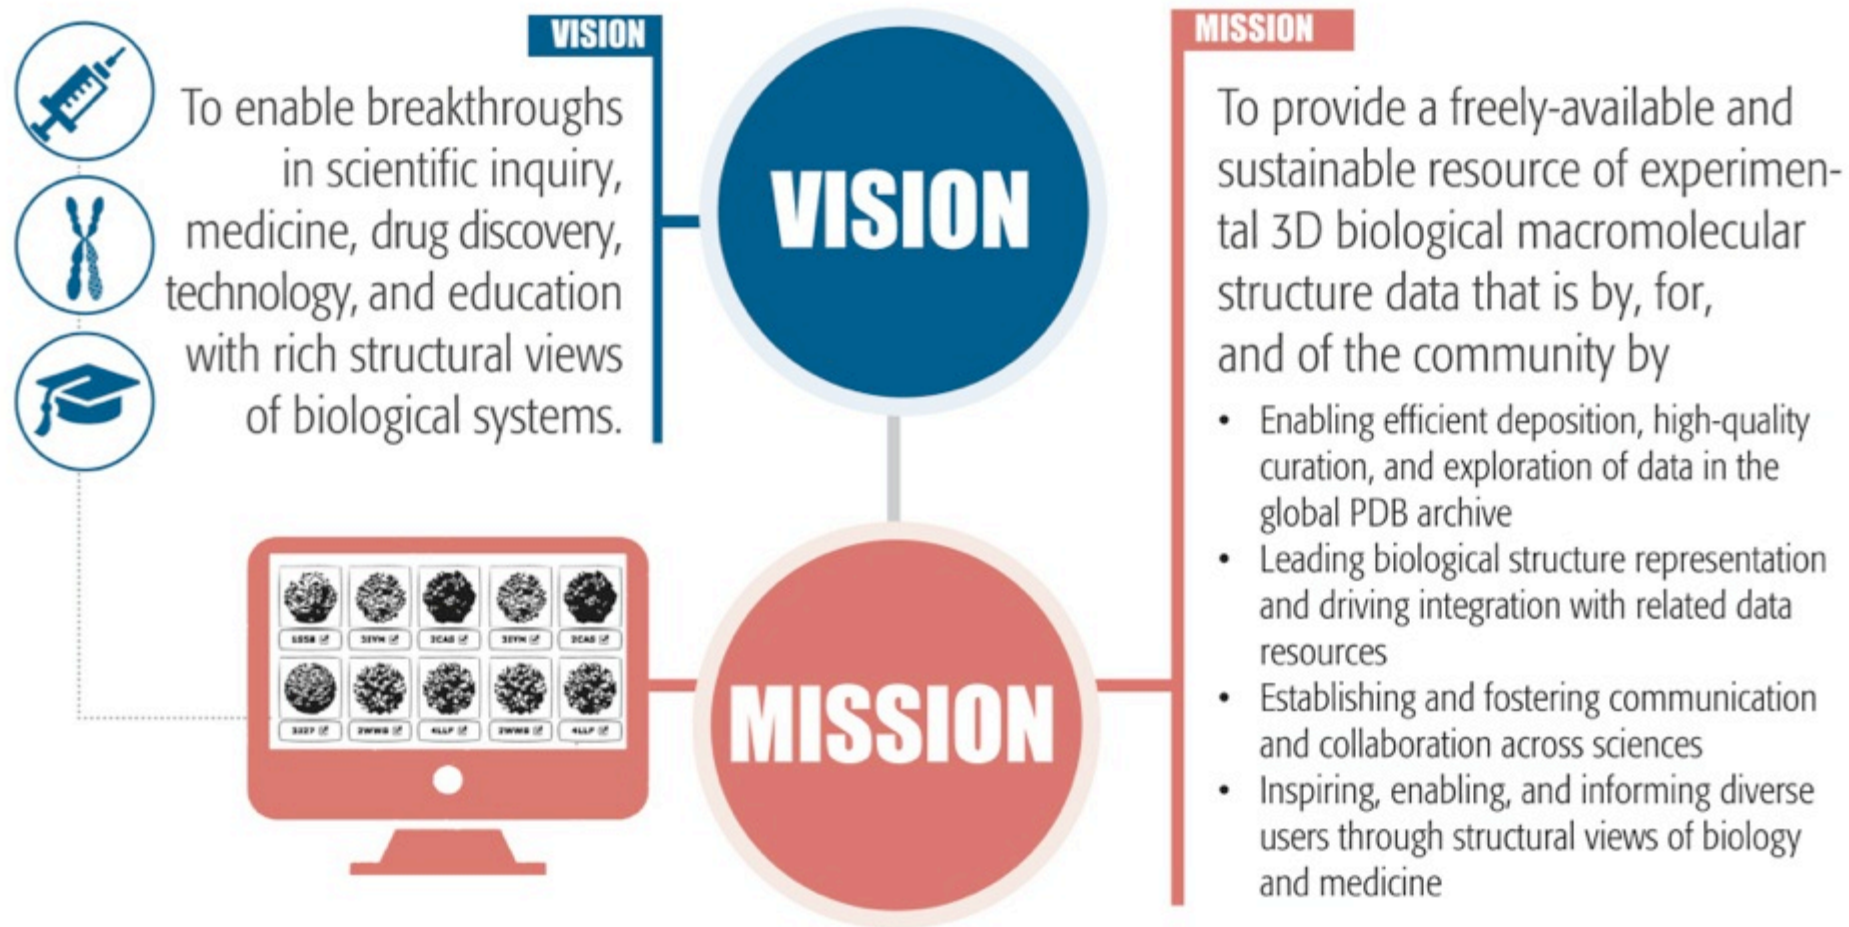 VISION
To enable breakthroughs
in scientific inquiry,
medicine, drug discovery,
technology, and education
with rich structural views
of biological systems.
VISION
MISSION
To provide a freely-available and
sustainable resource of experimen-
tal 3D biological macromolecular
structure data that is by, for,
and of the community by
• Enabling efficient deposition, high-quality
curation, and exploration of data in the
global PDB archive
• Leading biological structure representation
and driving integration with related data
resources
• Establishing and fostering communication
and collaboration across sciences
• Inspiring, enabling, and informing diverse
users through structural views of biology
and medicine
MISSION
2CAS
2CAS
4LLF
4LLF